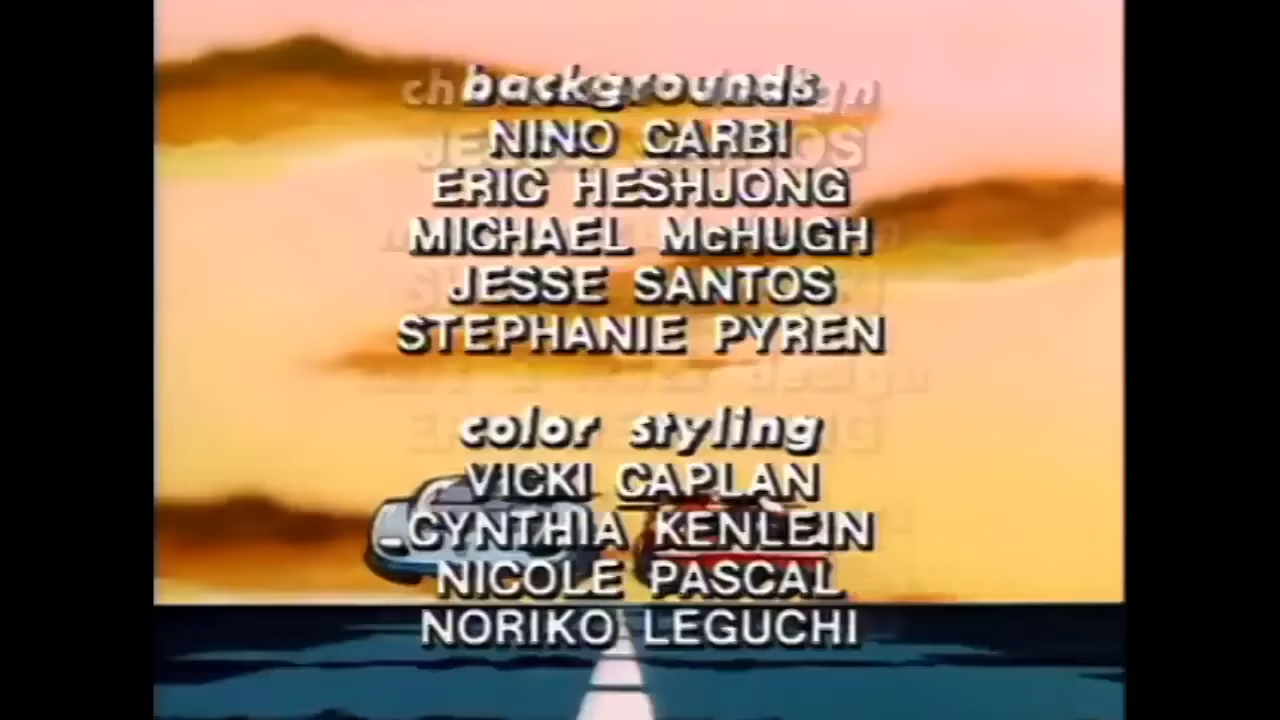 backgrounds
NINO CARBI
ERIC HESHJONG
MICHAEL McHUGH
JESSE SANTOS
STEPHANIE PYREN
color styling
VICKI CAPLAN
CYNTHIA KENLEIN
NICOLE PASCAL
NORIKO LEGUCHI